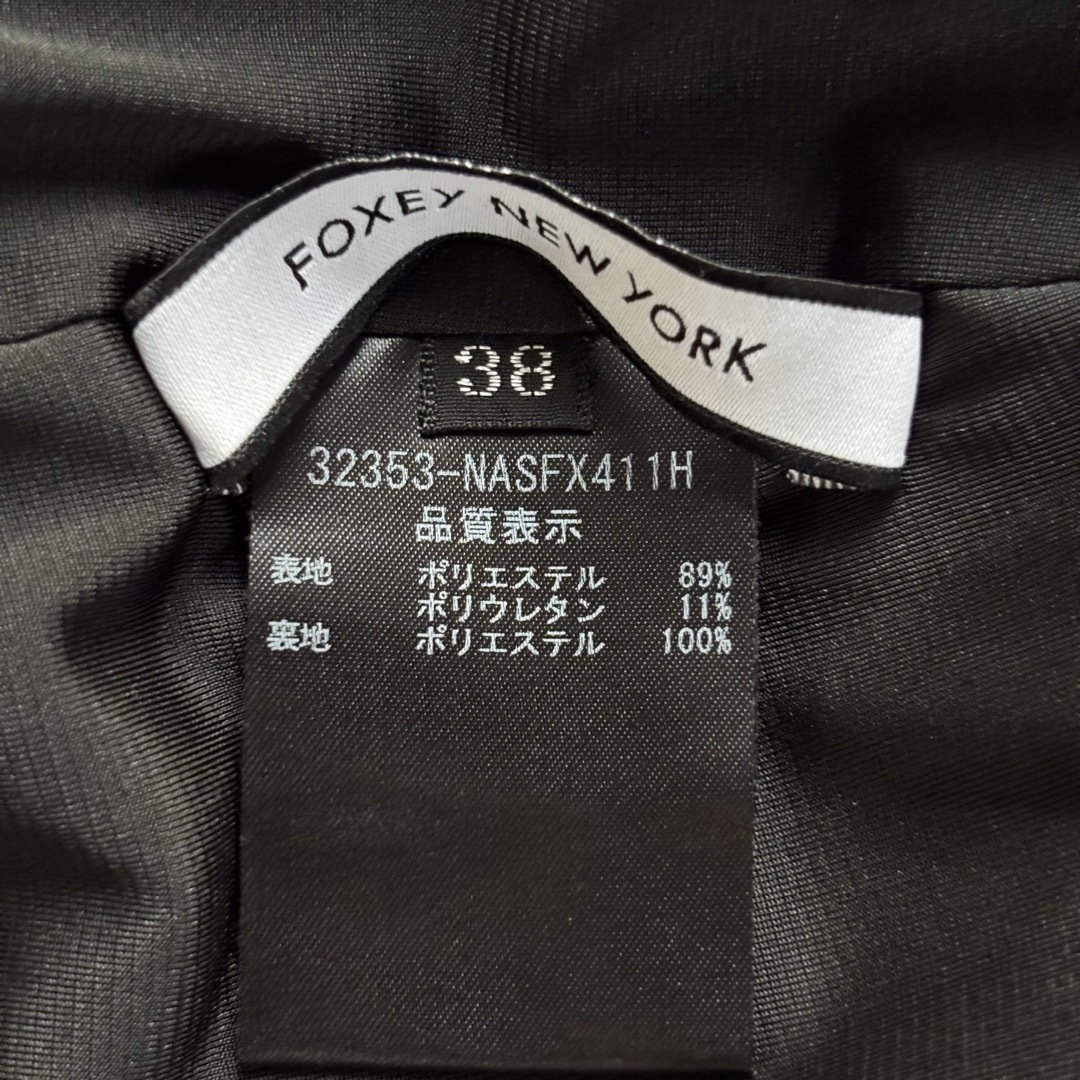 FOXEY NEW YORK
38
32353-NASFX411H
品質表示
表地 ポリエステル 89%
ポリウレタン 11%
裏地 ポリエステル 100%